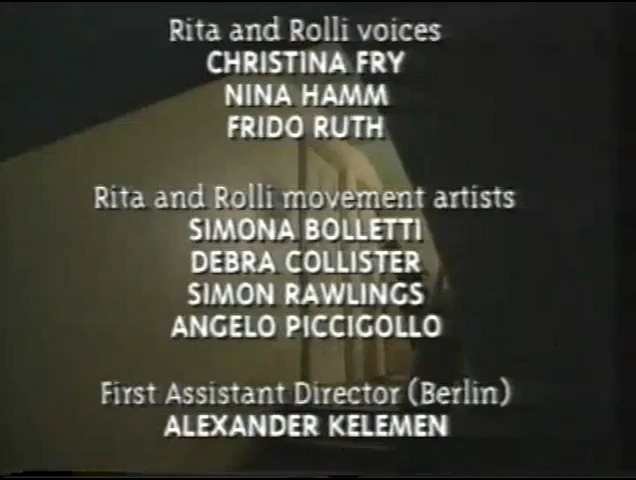 Rita and Rolli voices
CHRISTINA FRY
NINA HAMM
FRIDO RUTH
Rita and Rolli movement artists
SIMONA BOLLETTI
DEBRA COLLISTER
SIMON RAWLINGS
ANGELO PICCIGOLLO
First Assistant Director (Berlin)
ALEXANDER KELEMEN